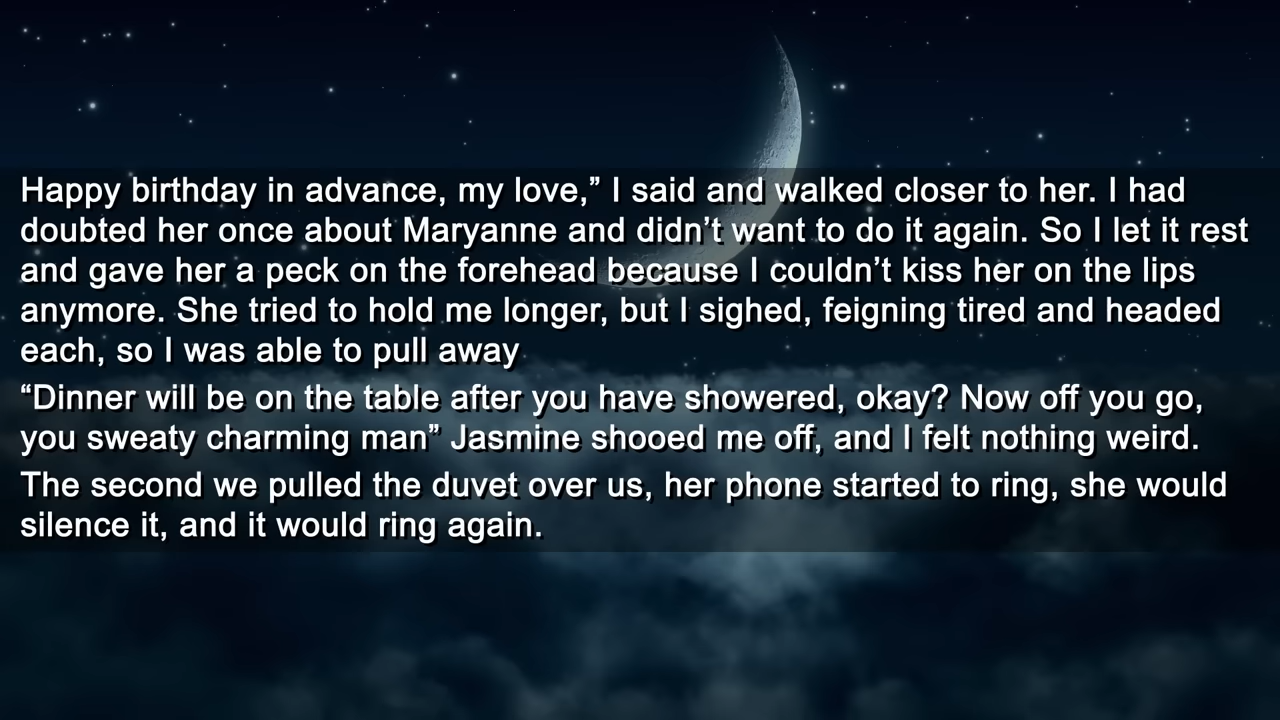 Happy birthday in advance, my love,” I said and walked closer to her. I had
doubted her once about Maryanne and didn’t want to do it again. So I let it rest
and gave her a peck on the forehead because I couldn’t kiss her on the lips
anymore. She tried to hold me longer, but I sighed, feigning tired and headed
each, so I was able to pull away
“Dinner will be on the table after you have showered, okay? Now off you go,
you sweaty charming man” Jasmine shooed me off, and I felt nothing weird.
The second we pulled the duvet over us, her phone started to ring, she would
silence it, and it would ring again.